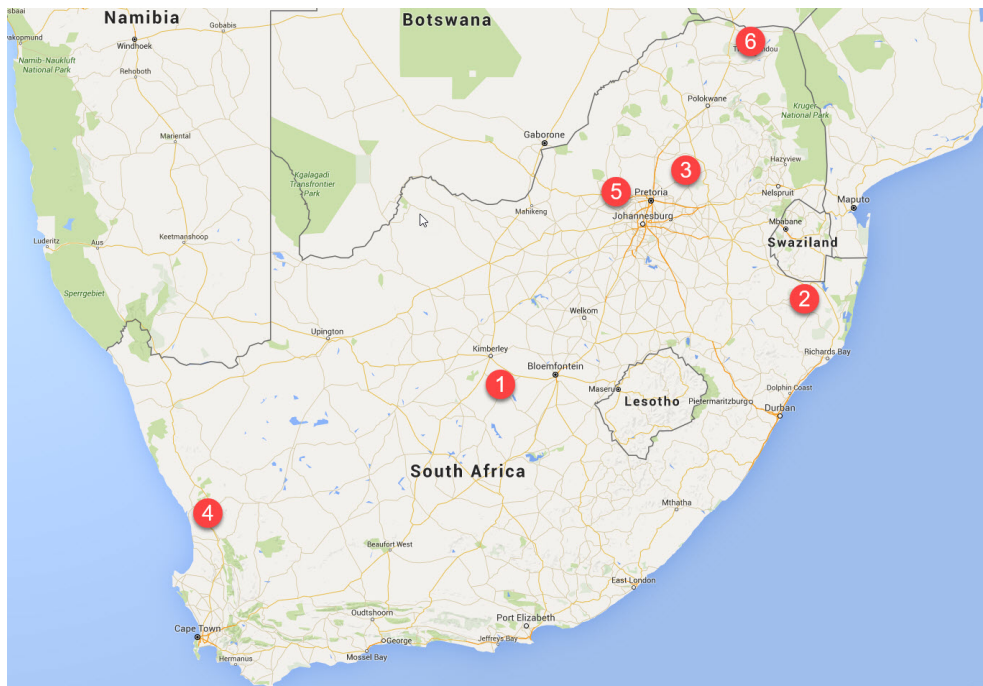 sbaai
Namibia
Botswana
Gobabis
vakopmund
Windhoek
6
Namib-Naukluft
National Park
Rehoboth
Polokwane
Kruger
National Park
Mariental
Gaborone
Kgalagadi
Transfrontier
Park
Hazyview
3
5
Pretoria
Nelspruit
Maputo
Mahikeng
Johannesburg
Mbabane
Luderitz
Aus
Keetmanshoop
Swaziland
Sperrgebiet
2
Welkom
Upington
Kimberley
Richards Bay
Bloemfontein
1
Maseru
Dolphin Coast
Lesotho
Pietermaritzburg
Durban
South Africa
Mthatha
4
Beaufort West
East London
Oudtshoorn
Port Elizabeth
Cape Town
George
Jeffreys Bay
Mossel Bay
Hermanus